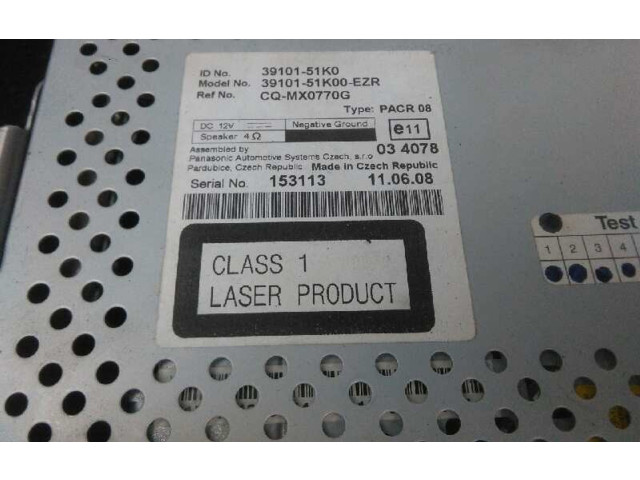 ID No. 39101-51K0
Model No. 39101-51K00-EZR
Ref No. CQ-MX0770G
Type: PACR 08
DC 12V Negative Ground
Speaker 4 Ω
e11
03 4078
Assembled by
Panasonic Automotive Systems Czech, s.r.o
Pardubice, Czech Republic Made in Czech Republic
Serial No. 153113 11.06.08
CLASS 1
LASER PRODUCT
Test
1 2 3 4